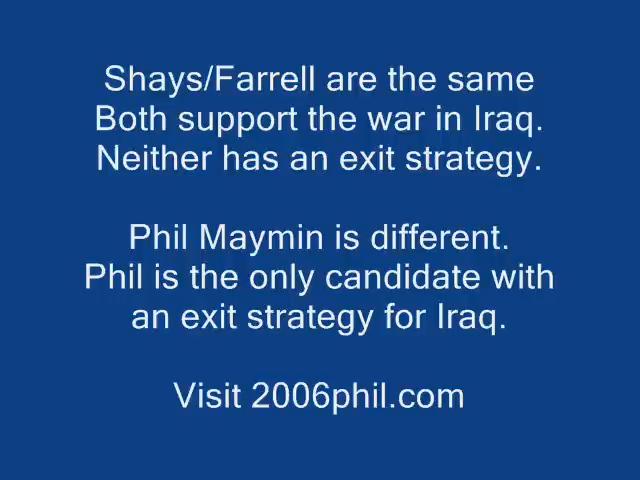 Shays/Farrell are the same
Both support the war in Iraq.
Neither has an exit strategy.
Phil Maymin is different.
Phil is the only candidate with
an exit strategy for Iraq.
Visit 2006phil.com